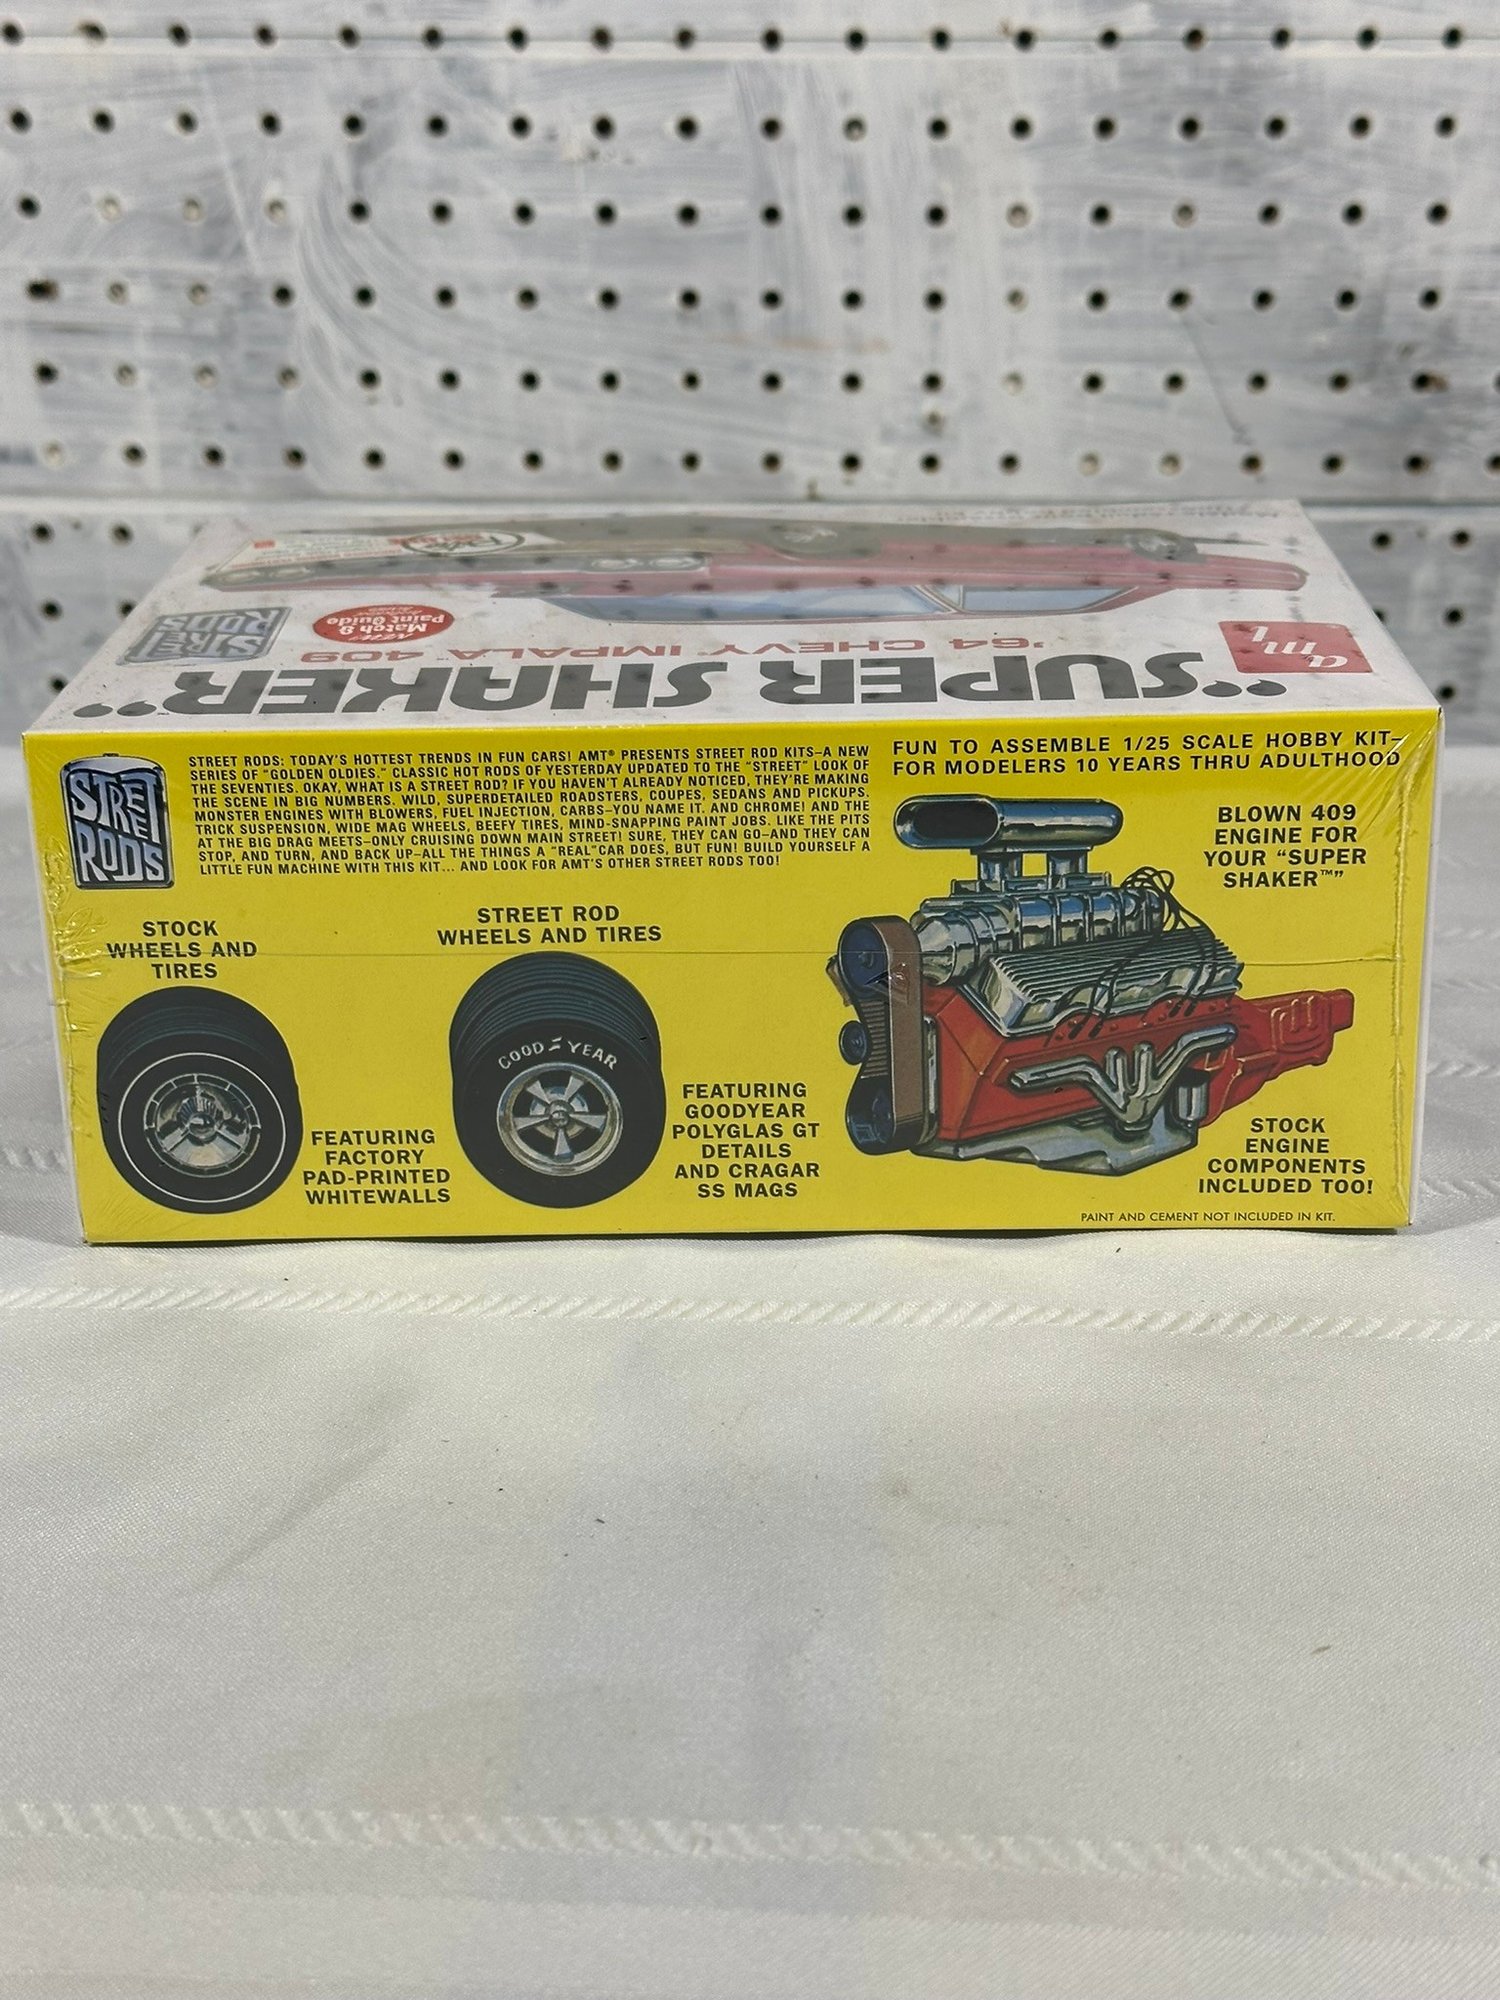 "SUPER SHAKER"
'64 CHEVY IMPALA 409
amt
new
Match &
Paint Guide
STREET
RODS
STREET
RODS
STREET RODS: TODAY'S HOTTEST TRENDS IN FUN CARS! AMT® PRESENTS STREET ROD KITS–A NEW
SERIES OF "GOLDEN OLDIES." CLASSIC HOT RODS OF YESTERDAY UPDATED TO THE "STREET" LOOK OF
THE SEVENTIES. OKAY, WHAT IS A STREET ROD? IF YOU HAVEN'T ALREADY NOTICED, THEY'RE MAKING
THE SCENE IN BIG NUMBERS. WILD, SUPERDETAILED ROADSTERS, COUPES, SEDANS AND PICKUPS.
MONSTER ENGINES WITH BLOWERS, FUEL INJECTION, CARBS–YOU NAME IT. AND CHROME! AND THE
TRICK SUSPENSION, WIDE MAG WHEELS, BEEFY TIRES, MIND-SNAPPING PAINT JOBS. LIKE THE PITS
AT THE BIG DRAG MEETS–ONLY CRUISING DOWN MAIN STREET! SURE, THEY CAN GO–AND THEY CAN
STOP, AND TURN, AND BACK UP–ALL THE THINGS A "REAL"CAR DOES, BUT FUN! BUILD YOURSELF A
LITTLE FUN MACHINE WITH THIS KIT... AND LOOK FOR AMT'S OTHER STREET RODS TOO!
FUN TO ASSEMBLE 1/25 SCALE HOBBY KIT–
FOR MODELERS 10 YEARS THRU ADULTHOOD
BLOWN 409
ENGINE FOR
YOUR "SUPER
SHAKER™"
STOCK
WHEELS AND
TIRES
STREET ROD
WHEELS AND TIRES
GOODYEAR
FEATURING
FACTORY
PAD-PRINTED
WHITEWALLS
FEATURING
GOODYEAR
POLYGLAS GT
DETAILS
AND CRAGAR
SS MAGS
STOCK
ENGINE
COMPONENTS
INCLUDED TOO!
PAINT AND CEMENT NOT INCLUDED IN KIT.